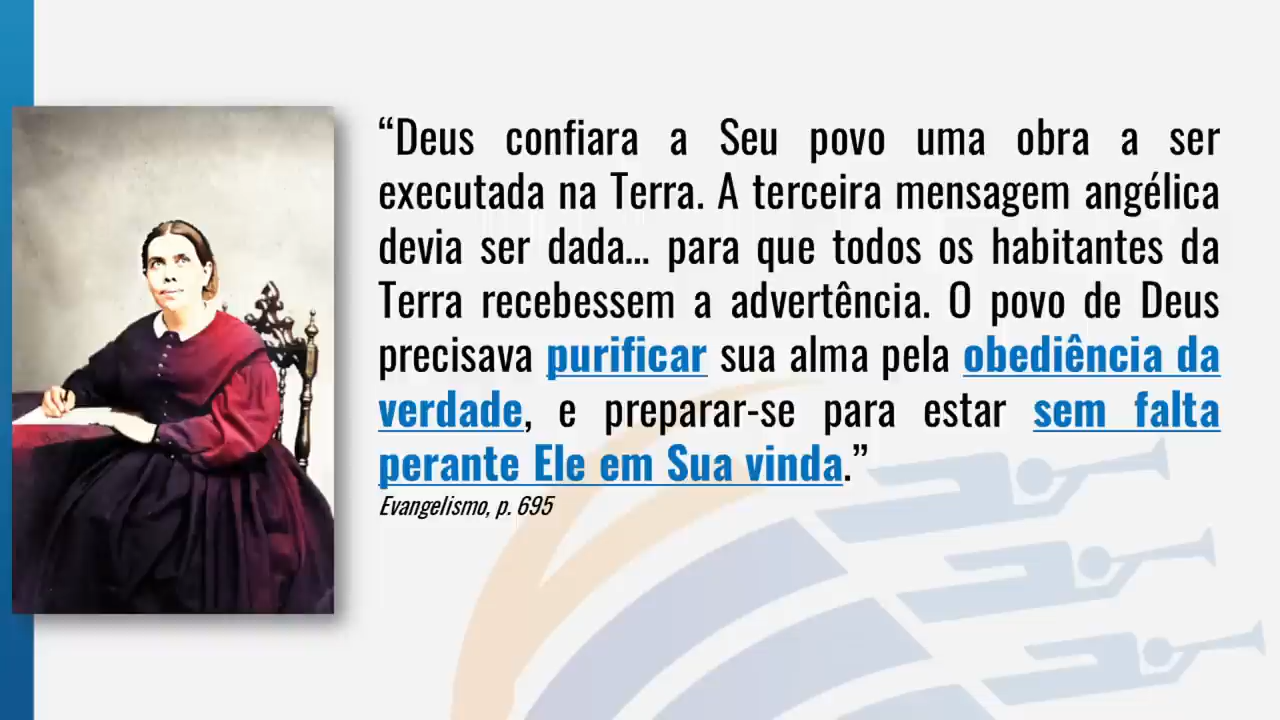 “Deus confiara a Seu povo uma obra a ser
executada na Terra. A terceira mensagem angélica
devia ser dada... para que todos os habitantes da
Terra recebessem a advertência. O povo de Deus
precisava purificar sua alma pela obediência da
verdade, e preparar-se para estar sem falta
perante Ele em Sua vinda.”
Evangelismo, p. 695